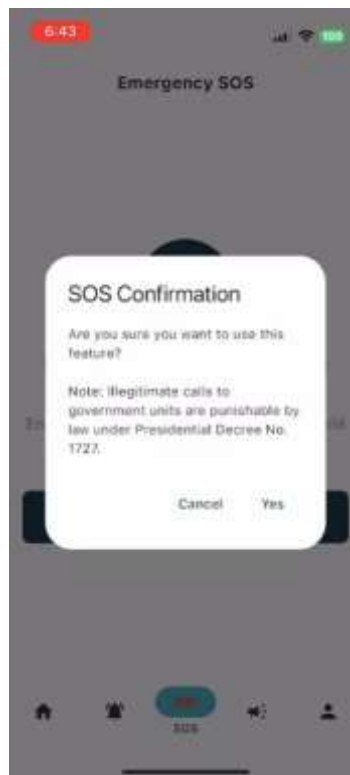 6:43
100
Emergency SOS
SOS Confirmation
Are you sure you want to use this
feature?
Note: Illegitimate calls to
government units are punishable by
law under Presidential Decree No.
1727.
Cancel Yes
SOS